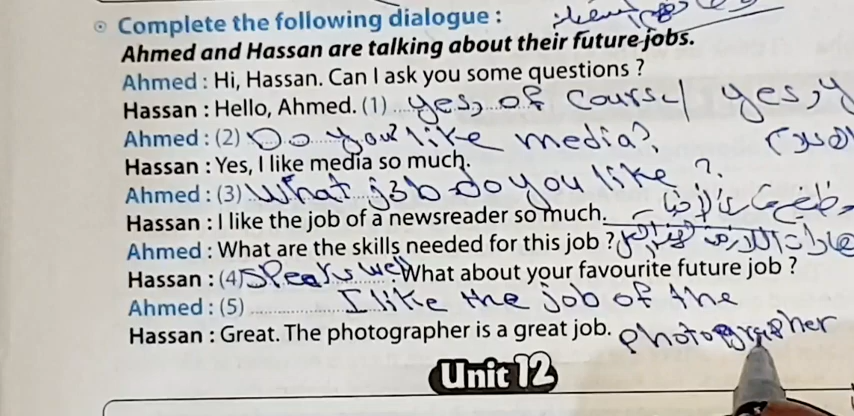 Complete the following dialogue :
Ahmed and Hassan are talking about their future jobs.
Ahmed : Hi, Hassan. Can I ask you some questions ?
Hassan : Hello, Ahmed. (1) yes, of course/ yes, y
Ahmed : (2) Do you like media?
Hassan : Yes, I like media so much.
Ahmed : (3) What job do you like ?
Hassan : I like the job of a newsreader so much.
Ahmed : What are the skills needed for this job ?
Hassan : (4) Speaks well. What about your favourite future job ?
Ahmed : (5) I like the job of the
Hassan : Great. The photographer is a great job. photographer
Unit 12